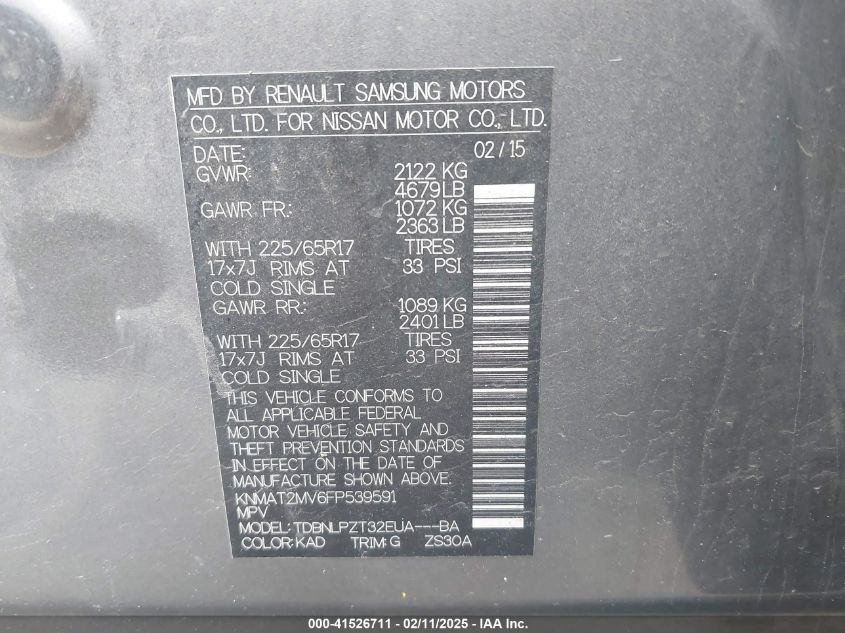 MFD BY RENAULT SAMSUNG MOTORS
CO., LTD. FOR NISSAN MOTOR CO., LTD.
DATE: 02/15
GVWR: 2122 KG
4679 LB
GAWR FR.: 1072 KG
2363 LB
WITH 225/65R17 TIRES
17x7J RIMS AT 33 PSI
COLD SINGLE
GAWR RR.: 1089 KG
2401 LB
WITH 225/65R17 TIRES
17x7J RIMS AT 33 PSI
COLD SINGLE
THIS VEHICLE CONFORMS TO
ALL APPLICABLE FEDERAL
MOTOR VEHICLE SAFETY AND
THEFT PREVENTION STANDARDS
IN EFFECT ON THE DATE OF
MANUFACTURE SHOWN ABOVE.
KNMAT2MV6FP539591
MPV
MODEL: TDBNLPZT32EUA---BA
COLOR: KAD TRIM: G ZS30A
000-41526711 - 02/11/2025 - IAA Inc.